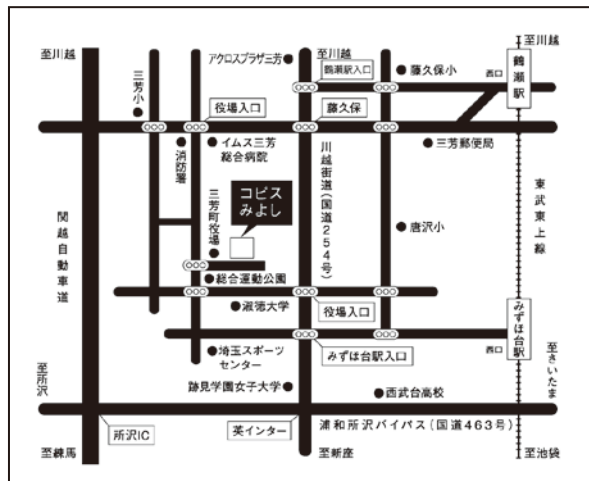 至川越
アクロスプラザ三芳
至川越
至川越
鶴瀬駅入口
藤久保小
西口
鶴瀬駅
三芳小
役場入口
藤久保
イムス三芳
総合病院
三芳郵便局
消防署
川越街道(国道254号)
東武東上線
関越自動車道
三芳町役場
コピス
みよし
唐沢小
総合運動公園
淑徳大学
役場入口
みずほ台駅
みずほ台駅入口
西口
埼玉スポーツ
センター
至さいたま
至所沢
跡見学園女子大学
西武台高校
所沢IC
英インター
浦和所沢バイパス(国道463号)
至練馬
至新座
至池袋